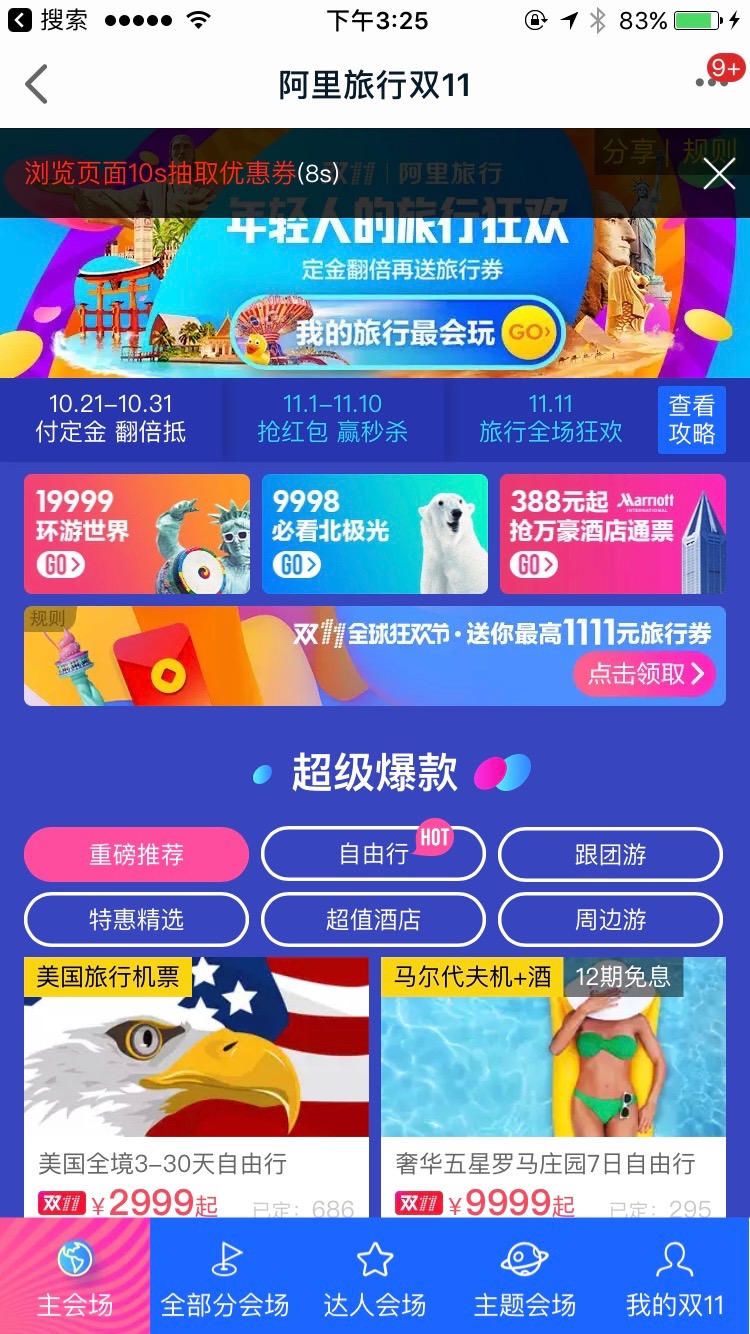 搜索 下午3:25 83%
阿里旅行双11
9+
分享 | 规则
浏览页面10s抽取优惠券(8s)
双11 | 阿里旅行
年轻人的旅行狂欢
定金翻倍再送旅行券
我的旅行最会玩 GO›
10.21–10.31
付定金 翻倍抵
11.1–11.10
抢红包 赢秒杀
11.11
旅行全场狂欢
查看
攻略
19999
环游世界
GO>
9998
必看北极光
GO>
388元起 Marriott
INTERNATIONAL
抢万豪酒店通票
GO>
规则
双11全球狂欢节·送你最高1111元旅行券
点击领取 >
超级爆款
重磅推荐
自由行 HOT
跟团游
特惠精选
超值酒店
周边游
美国旅行机票
美国全境3–30天自由行
双11 ¥2999起 已定：686
马尔代夫机+酒 12期免息
奢华五星罗马庄园7日自由行
双11 ¥9999起 已定：295
主会场
全部分会场
达人会场
主题会场
我的双11